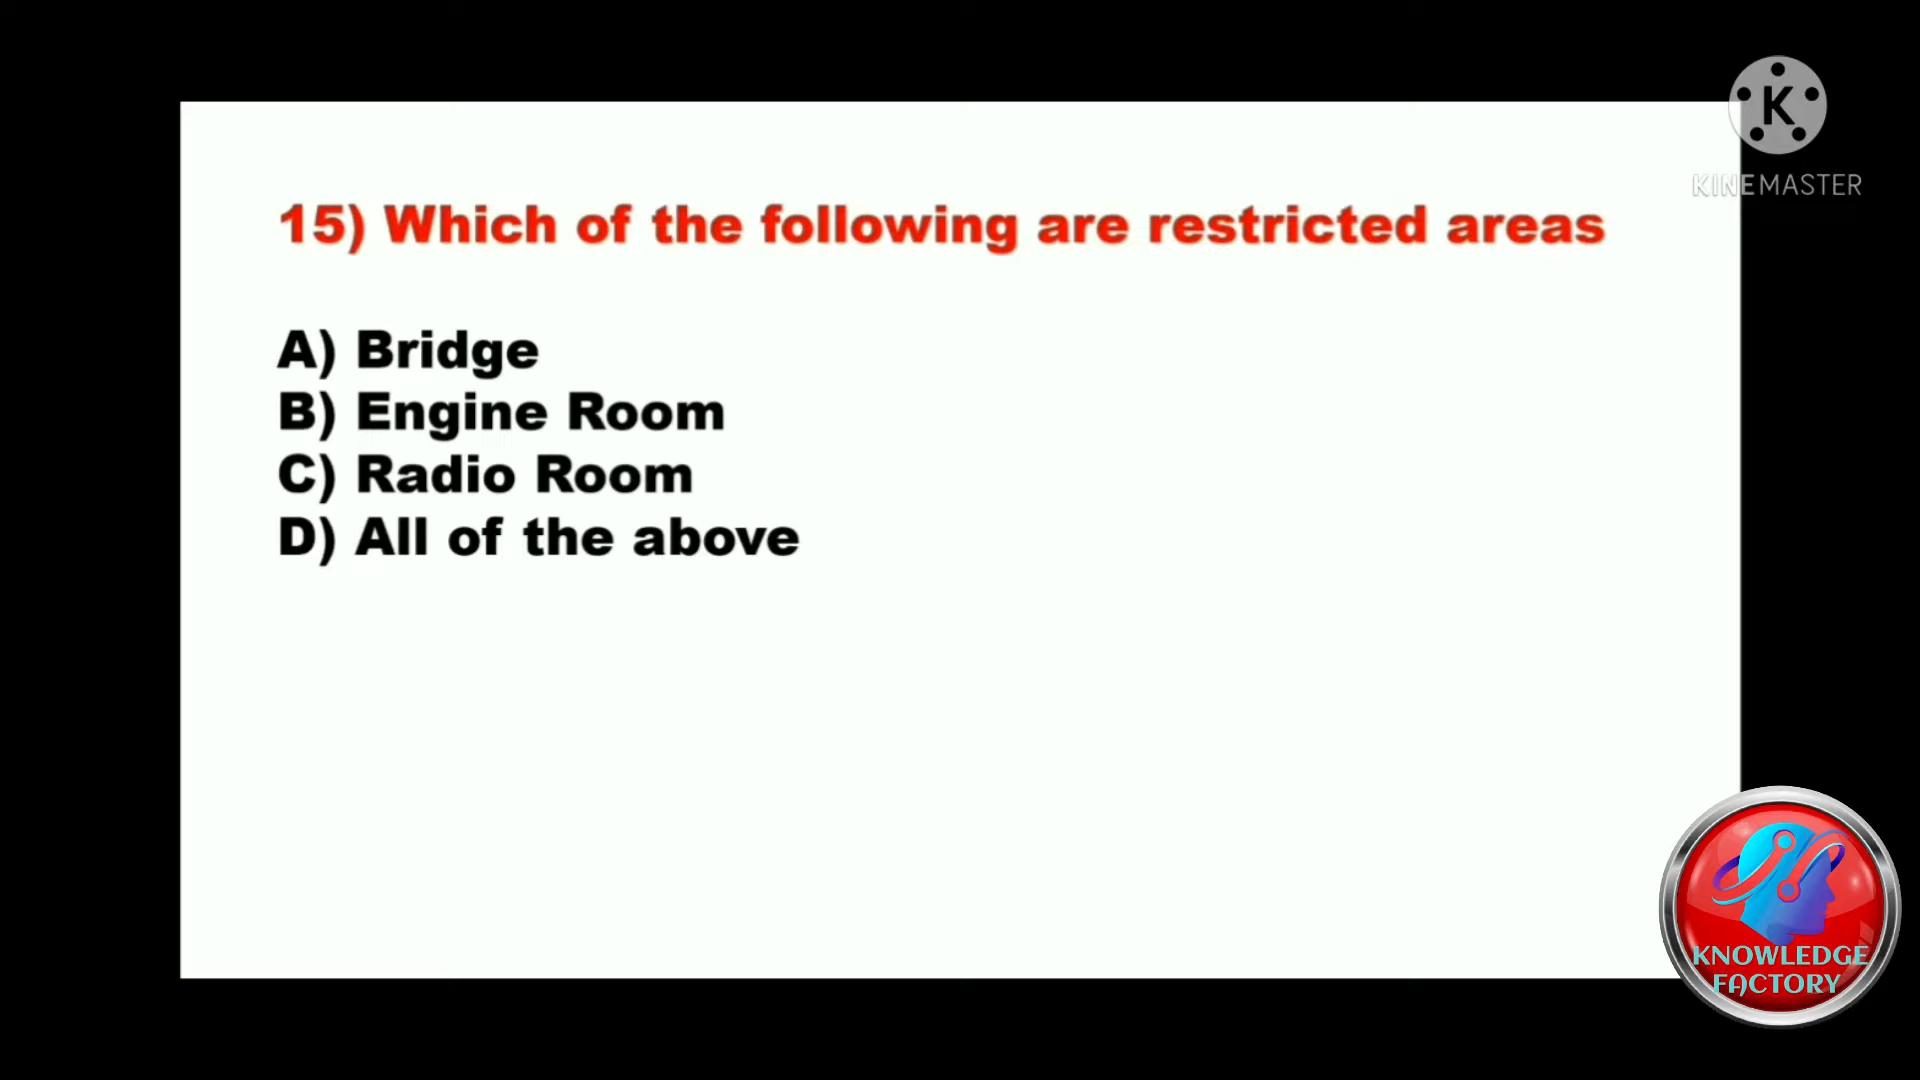 KINEMASTER
15) Which of the following are restricted areas
A) Bridge
B) Engine Room
C) Radio Room
D) All of the above
KNOWLEDGE
FACTORY